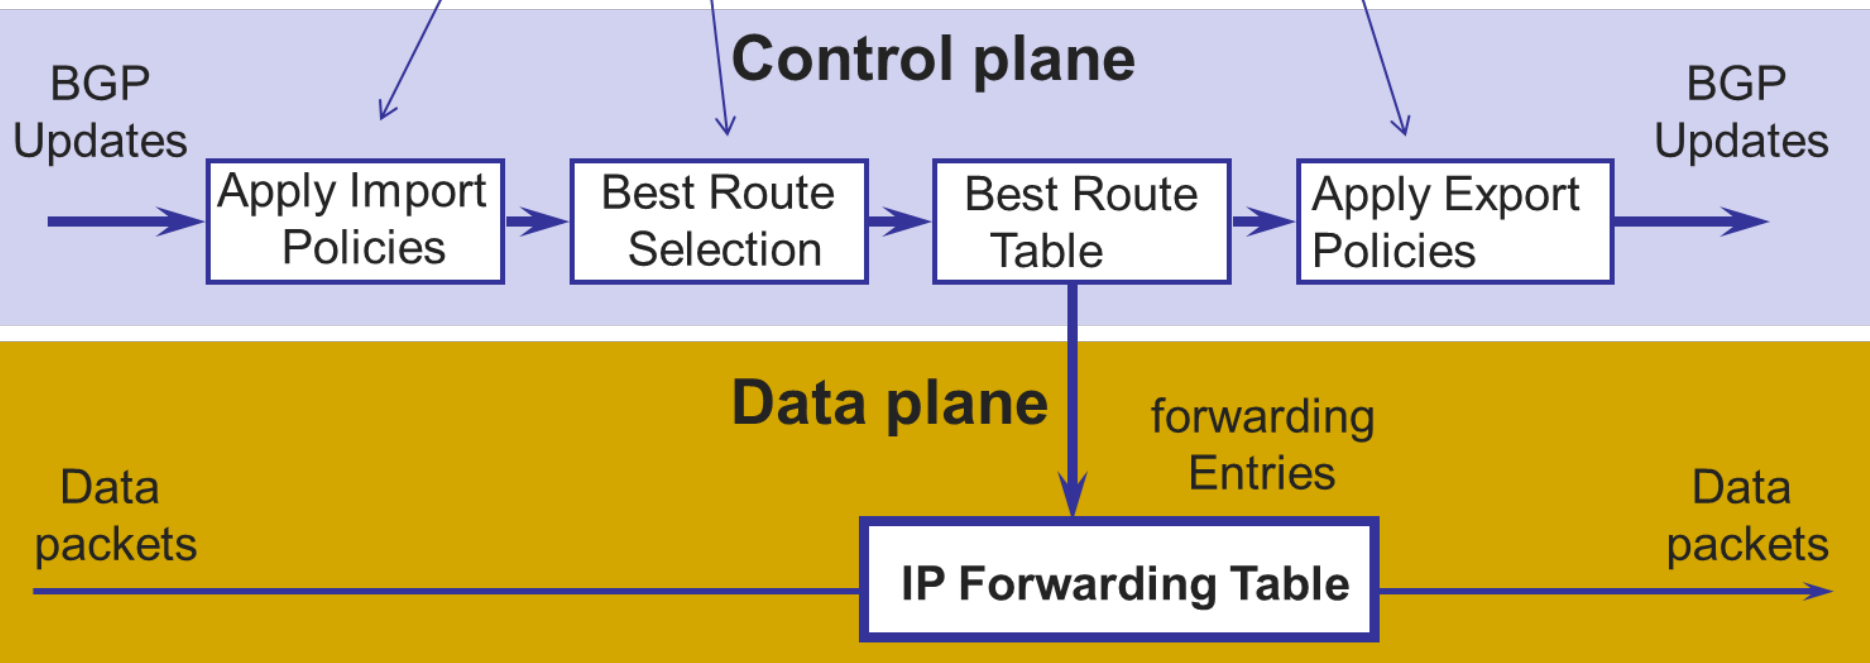 Control plane
BGP
Updates
BGP
Updates
Apply Import
Policies
Best Route
Selection
Best Route
Table
Apply Export
Policies
Data plane
forwarding
Entries
Data
packets
Data
packets
IP Forwarding Table